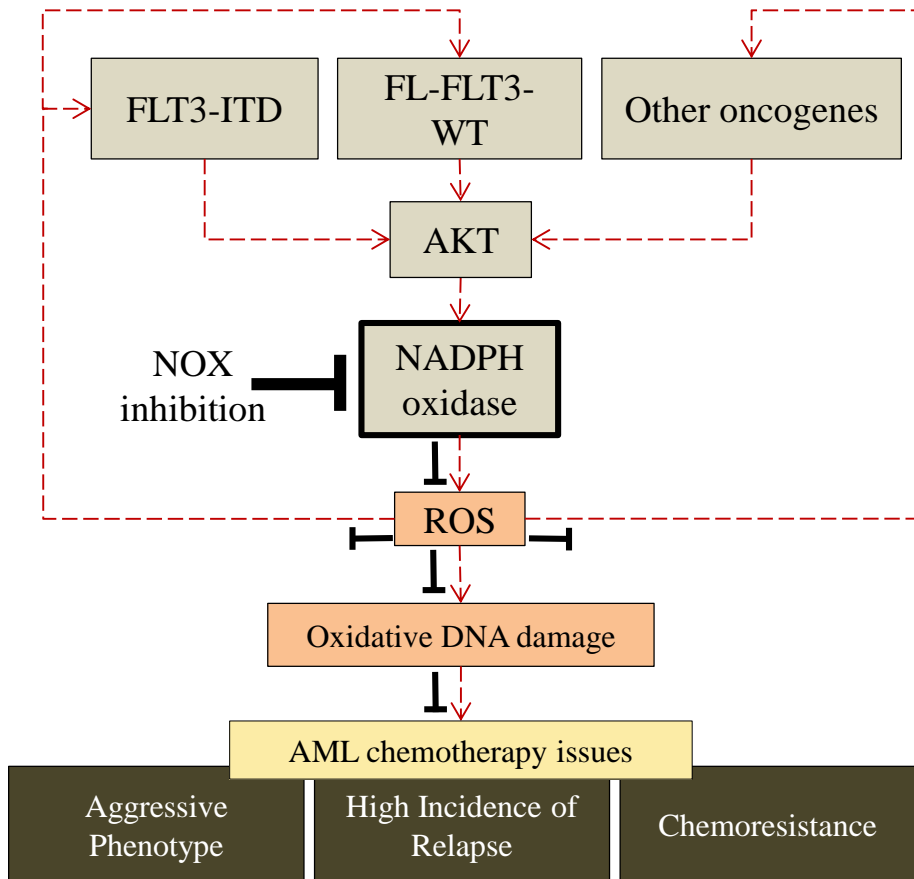 FLT3-ITD
FL-FLT3-
WT
Other oncogenes
AKT
NOX
inhibition
NADPH
oxidase
ROS
Oxidative DNA damage
AML chemotherapy issues
Aggressive
Phenotype
High Incidence of
Relapse
Chemoresistance